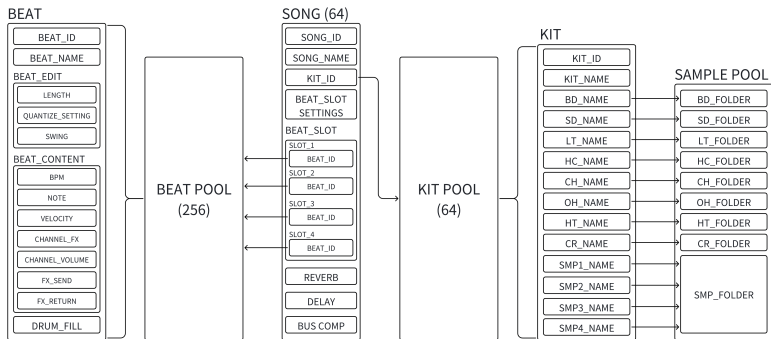 BEAT
BEAT_ID
BEAT_NAME
BEAT_EDIT
LENGTH
QUANTIZE_SETTING
SWING
BEAT_CONTENT
BPM
NOTE
VELOCITY
CHANNEL_FX
CHANNEL_VOLUME
FX_SEND
FX_RETURN
DRUM_FILL
BEAT POOL
(256)
SONG (64)
SONG_ID
SONG_NAME
KIT_ID
BEAT_SLOT
SETTINGS
BEAT_SLOT
SLOT_1
BEAT_ID
SLOT_2
BEAT_ID
SLOT_3
BEAT_ID
SLOT_4
BEAT_ID
REVERB
DELAY
BUS COMP
KIT POOL
(64)
KIT
KIT_ID
KIT_NAME
BD_NAME
SD_NAME
LT_NAME
HC_NAME
CH_NAME
OH_NAME
HT_NAME
CR_NAME
SMP1_NAME
SMP2_NAME
SMP3_NAME
SMP4_NAME
SAMPLE POOL
BD_FOLDER
SD_FOLDER
LT_FOLDER
HC_FOLDER
CH_FOLDER
OH_FOLDER
HT_FOLDER
CR_FOLDER
SMP_FOLDER